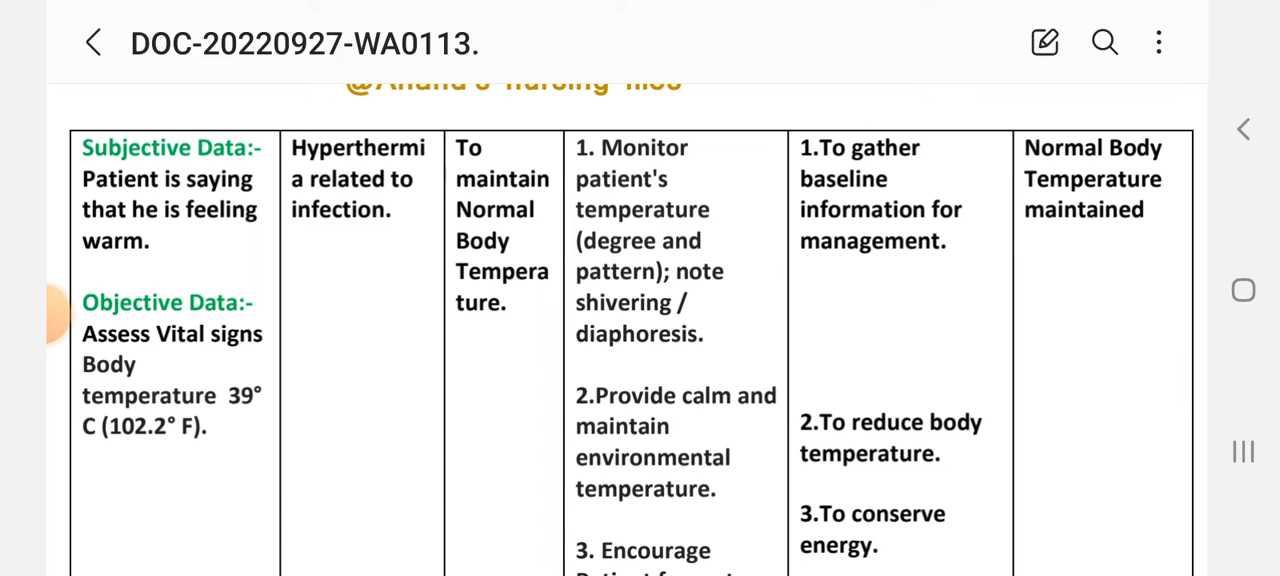 DOC-20220927-WA0113.
Subjective Data:-
Patient is saying
that he is feeling
warm.
Objective Data:-
Assess Vital signs
Body
temperature 39°
C (102.2° F).
Hyperthermi
a related to
infection.
To
maintain
Normal
Body
Tempera
ture.
1. Monitor
patient's
temperature
(degree and
pattern); note
shivering /
diaphoresis.
2.Provide calm and
maintain
environmental
temperature.
3. Encourage
1.To gather
baseline
information for
management.
2.To reduce body
temperature.
3.To conserve
energy.
Normal Body
Temperature
maintained